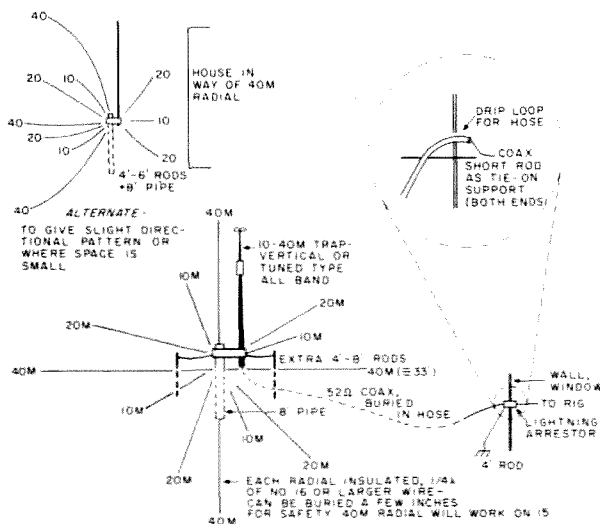 40
40
20
10
20
HOUSE IN
WAY OF 40M
RADIAL
40
20
10
10
20
4'-6' RODS
+8' PIPE
40
ALTERNATE -
TO GIVE SLIGHT DIREC-
TIONAL PATTERN OR
WHERE SPACE IS
SMALL
DRIP LOOP
FOR HOSE
COAX
SHORT ROD
AS TIE-ON
SUPPORT
(BOTH ENDS)
40M
10-40M TRAP-
VERTICAL OR
TUNED TYPE
ALL BAND
10M
20M
20M
10M
EXTRA 4'-8' RODS
40M
40M (≅33')
52Ω COAX,
BURIED
IN HOSE
10M
8' PIPE
20M
10M
20M
20M
40M
WALL,
WINDOW
TO RIG
LIGHTNING
ARRESTOR
4' ROD
EACH RADIAL INSULATED, 1/4λ
OF NO 16 OR LARGER WIRE-
CAN BE BURIED A FEW INCHES
FOR SAFETY 40M RADIAL WILL WORK ON 15